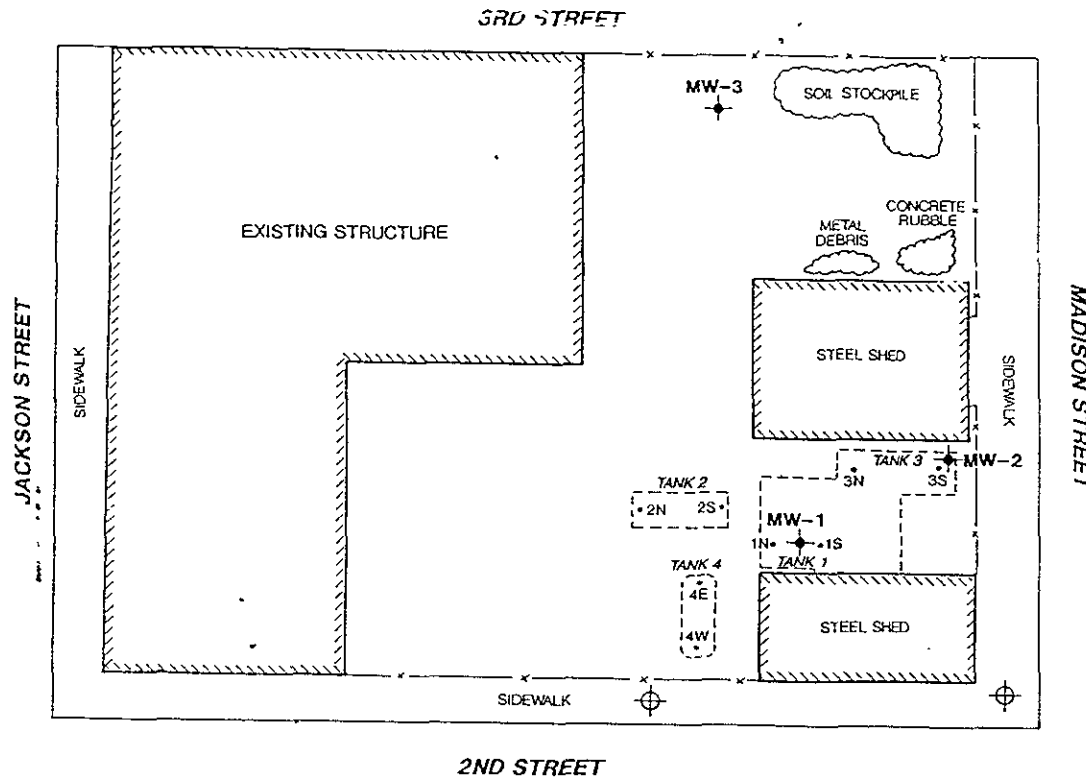 3RD STREET
MW-3
SOIL STOCKPILE
EXISTING STRUCTURE
METAL
DEBRIS
CONCRETE
RUBBLE
JACKSON STREET
SIDEWALK
STEEL SHED
SIDEWALK
MADISON STREET
TANK 3
MW-2
3N
3S
TANK 2
2N
2S
MW-1
1N
1S
TANK 1
TANK 4
4E
4W
STEEL SHED
SIDEWALK
2ND STREET